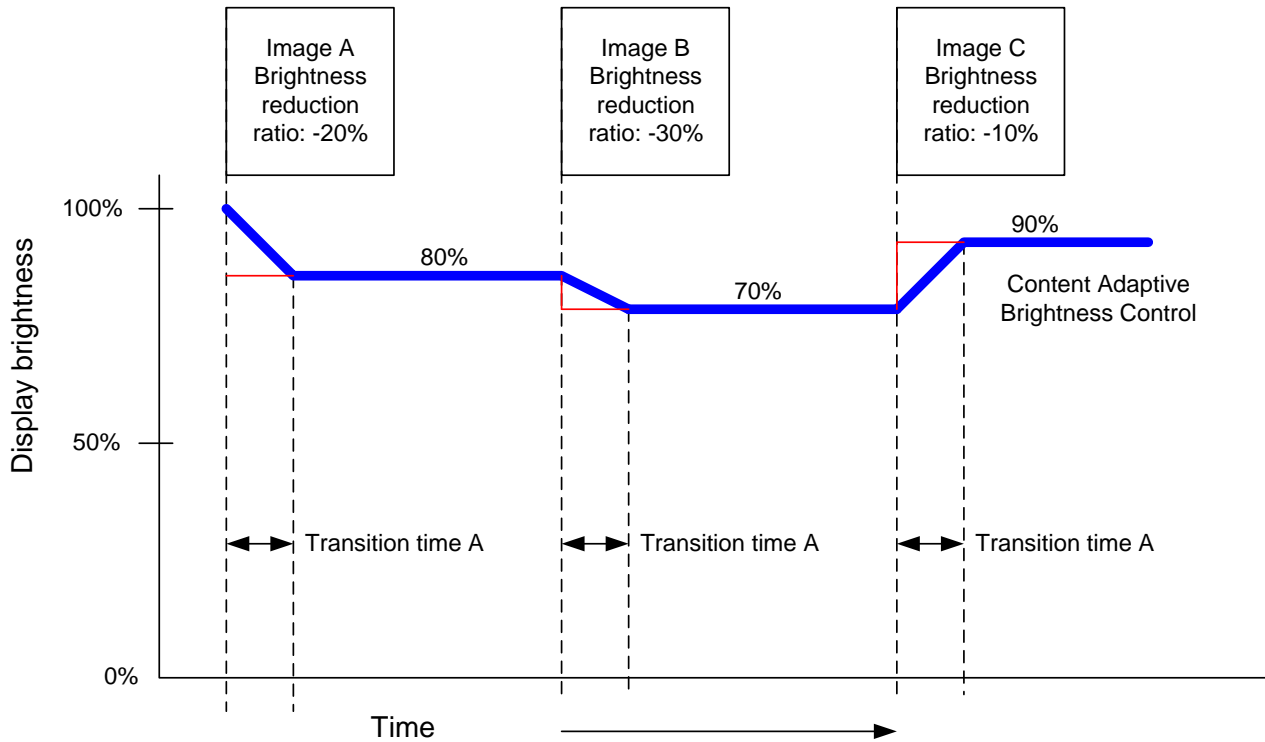 Image A
Brightness
reduction
ratio: -20%
Image B
Brightness
reduction
ratio: -30%
Image C
Brightness
reduction
ratio: -10%
Display brightness
100%
50%
0%
80%
70%
90%
Content Adaptive
Brightness Control
Transition time A
Transition time A
Transition time A
Time